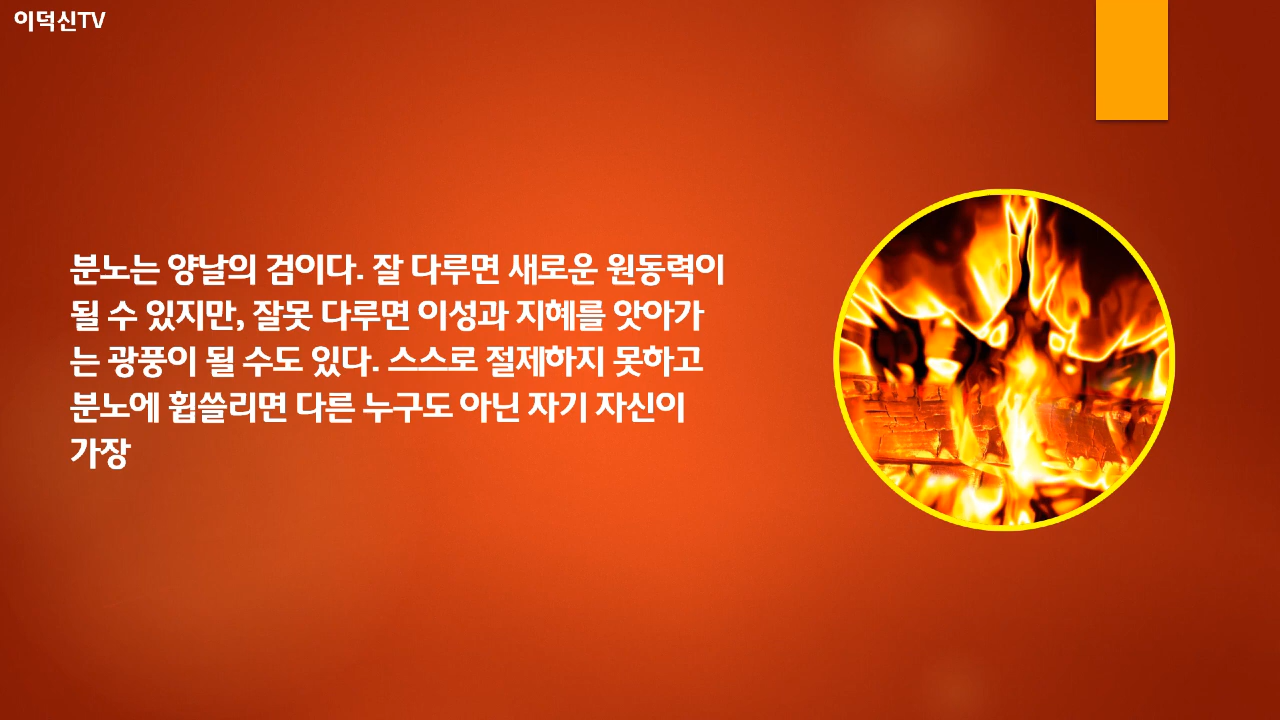 이덕신TV
분노는 양날의 검이다. 잘 다루면 새로운 원동력이
될 수 있지만, 잘못 다루면 이성과 지혜를 앗아가
는 광풍이 될 수도 있다. 스스로 절제하지 못하고
분노에 휩쓸리면 다른 누구도 아닌 자기 자신이
가장